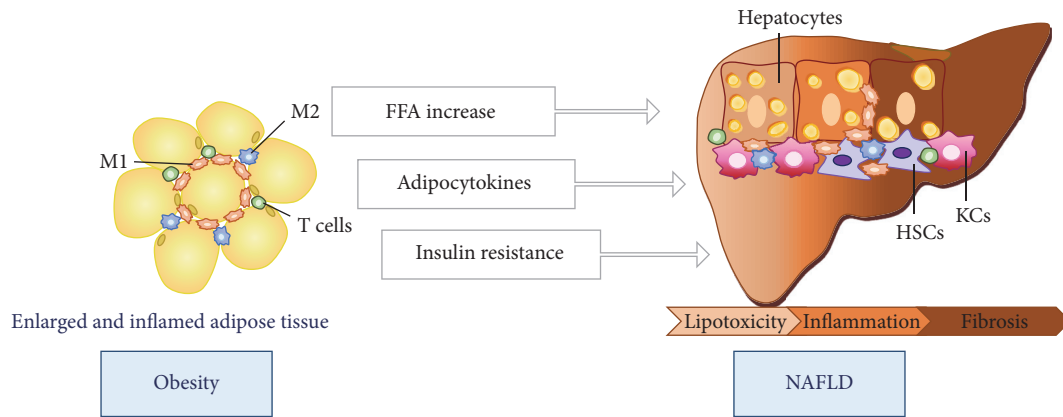 Hepatocytes
M2
FFA increase
M1
Adipocytokines
T cells
KCs
HSCs
Insulin resistance
Enlarged and inflamed adipose tissue
Lipotoxicity
Inflammation
Fibrosis
Obesity
NAFLD